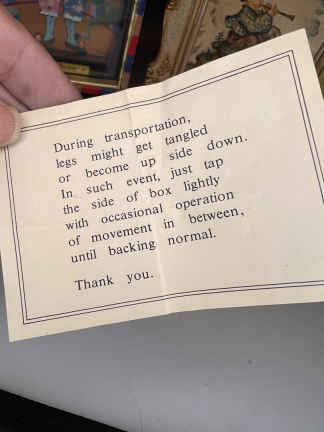 During transportation,
legs might get tangled
or become up side down.
In such event, just tap
the side of box lightly
with occasional operation
of movement in between,
until backing normal.
Thank you.